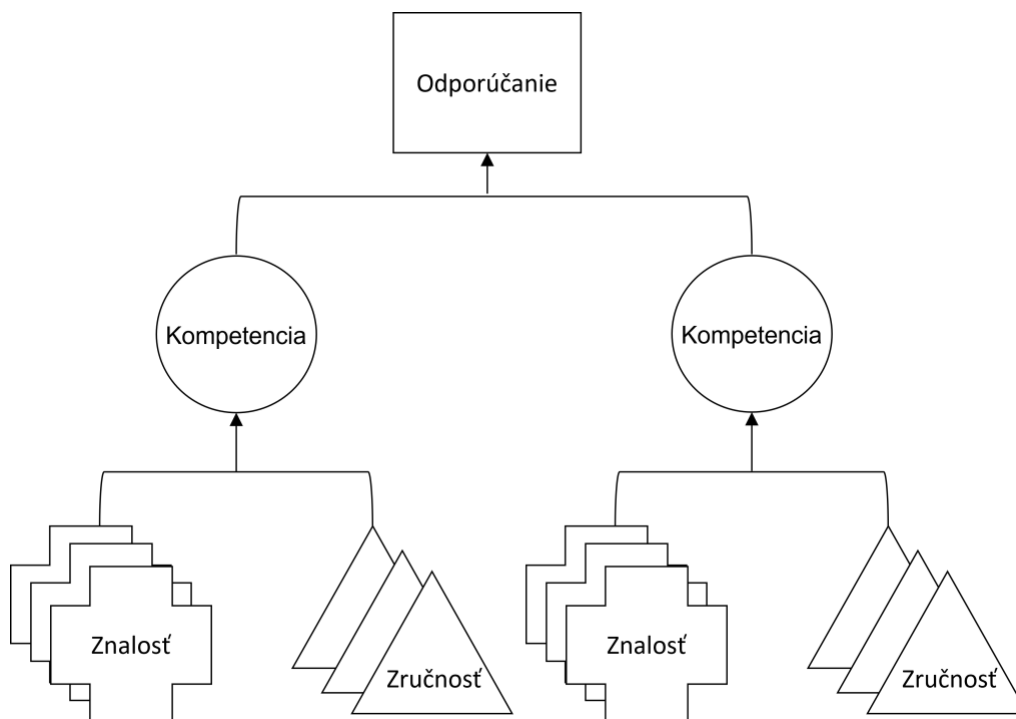 Odporúčanie
Kompetencia
Kompetencia
Znalosť
Zručnosť
Znalosť
Zručnosť